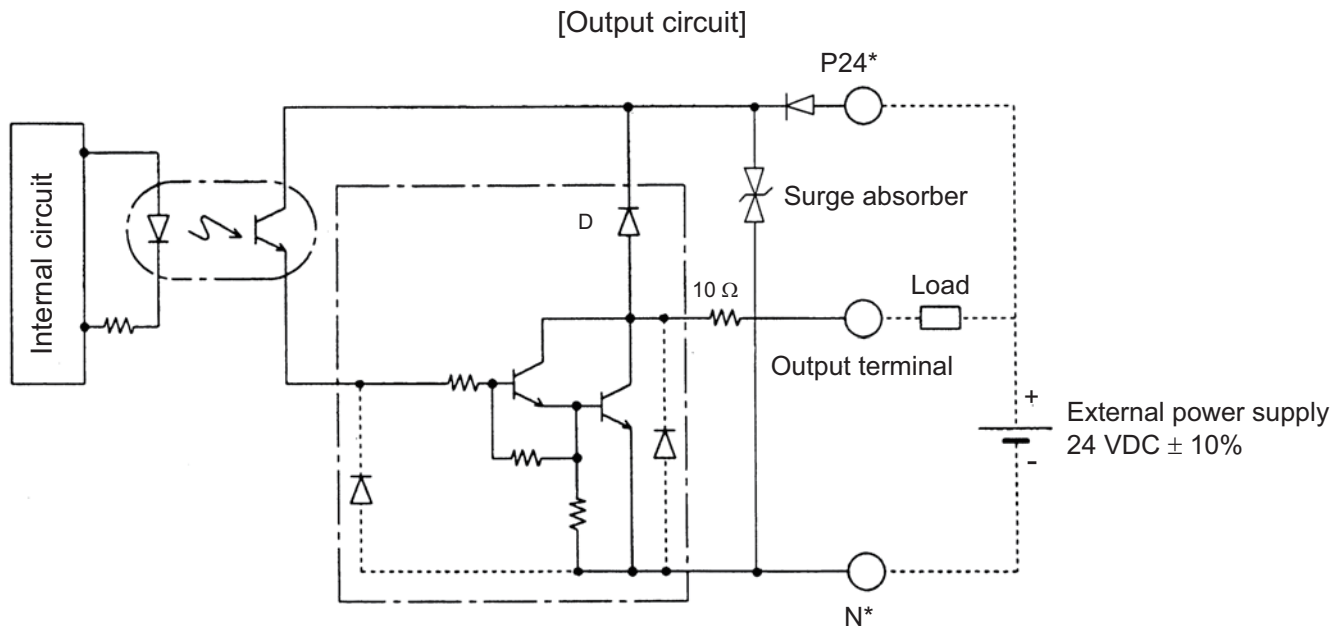 [Output circuit]
P24*
Internal circuit
Surge absorber
D
10 Ω
Load
Output terminal
+
External power supply
24 VDC ± 10%
-
N*